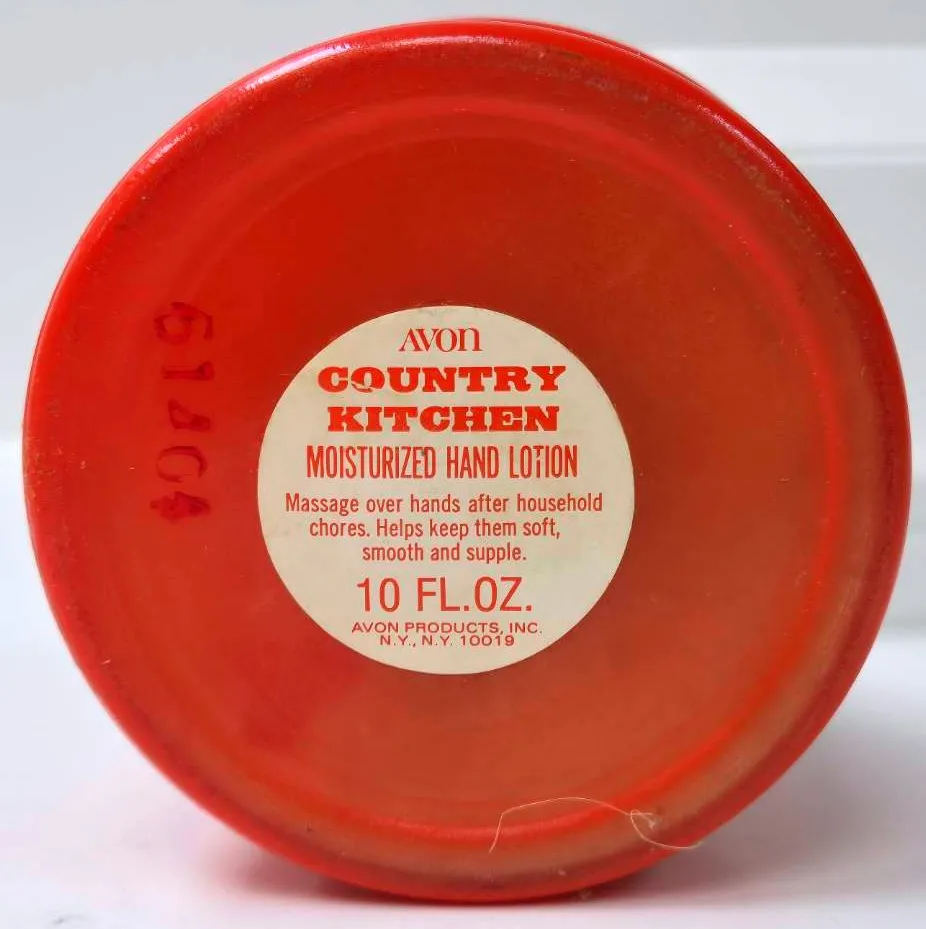 AVON
COUNTRY
KITCHEN
MOISTURIZED HAND LOTION
Massage over hands after household
chores. Helps keep them soft,
smooth and supple.
10 FL.OZ.
AVON PRODUCTS, INC.
N.Y., N.Y. 10019